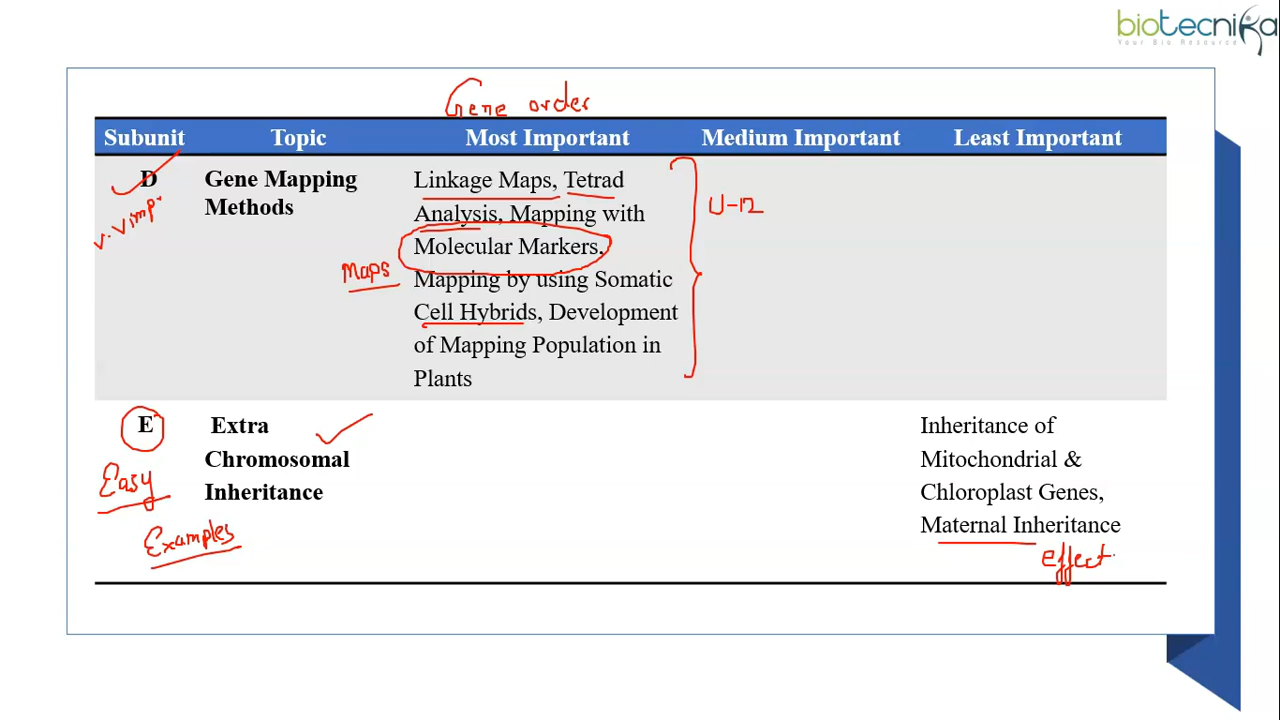 biotecnika
Your Bio Resource
Gene order
Subunit Topic Most Important Medium Important Least Important
D Gene Mapping Linkage Maps, Tetrad
Methods Analysis, Mapping with
V. V imp U-12
Molecular Markers,
Maps Mapping by using Somatic
Cell Hybrids, Development
of Mapping Population in
Plants
E Extra Inheritance of
Chromosomal Mitochondrial &
Easy Inheritance Chloroplast Genes,
Examples Maternal Inheritance
effect